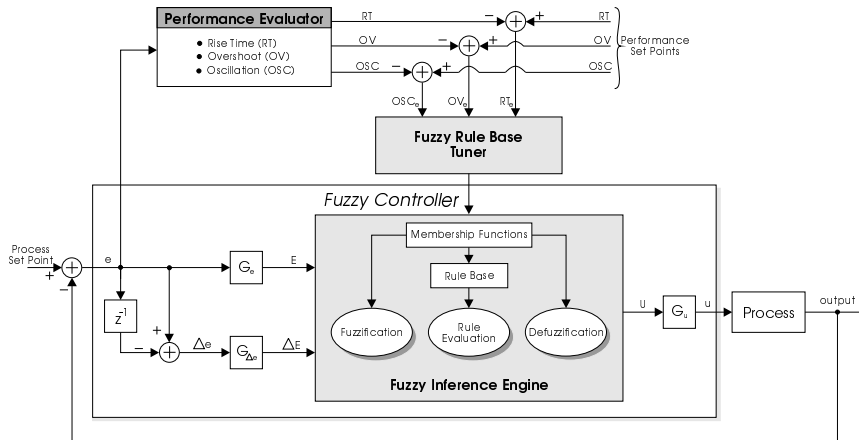 Performance Evaluator
• Rise Time (RT)
• Overshoot (OV)
• Oscillation (OSC)
RT
−
+
RT
OV
−
+
OV
OSC
−
+
OSC
Performance
Set Points
OSCe
OVe
RTe
Fuzzy Rule Base
Tuner
Fuzzy Controller
Membership Functions
Rule Base
Fuzzification
Rule
Evaluation
Defuzzification
Fuzzy Inference Engine
Process
Set Point
+
−
e
Ge
E
z-1
+
−
Δe
GΔe
ΔE
U
Gu
u
Process
output